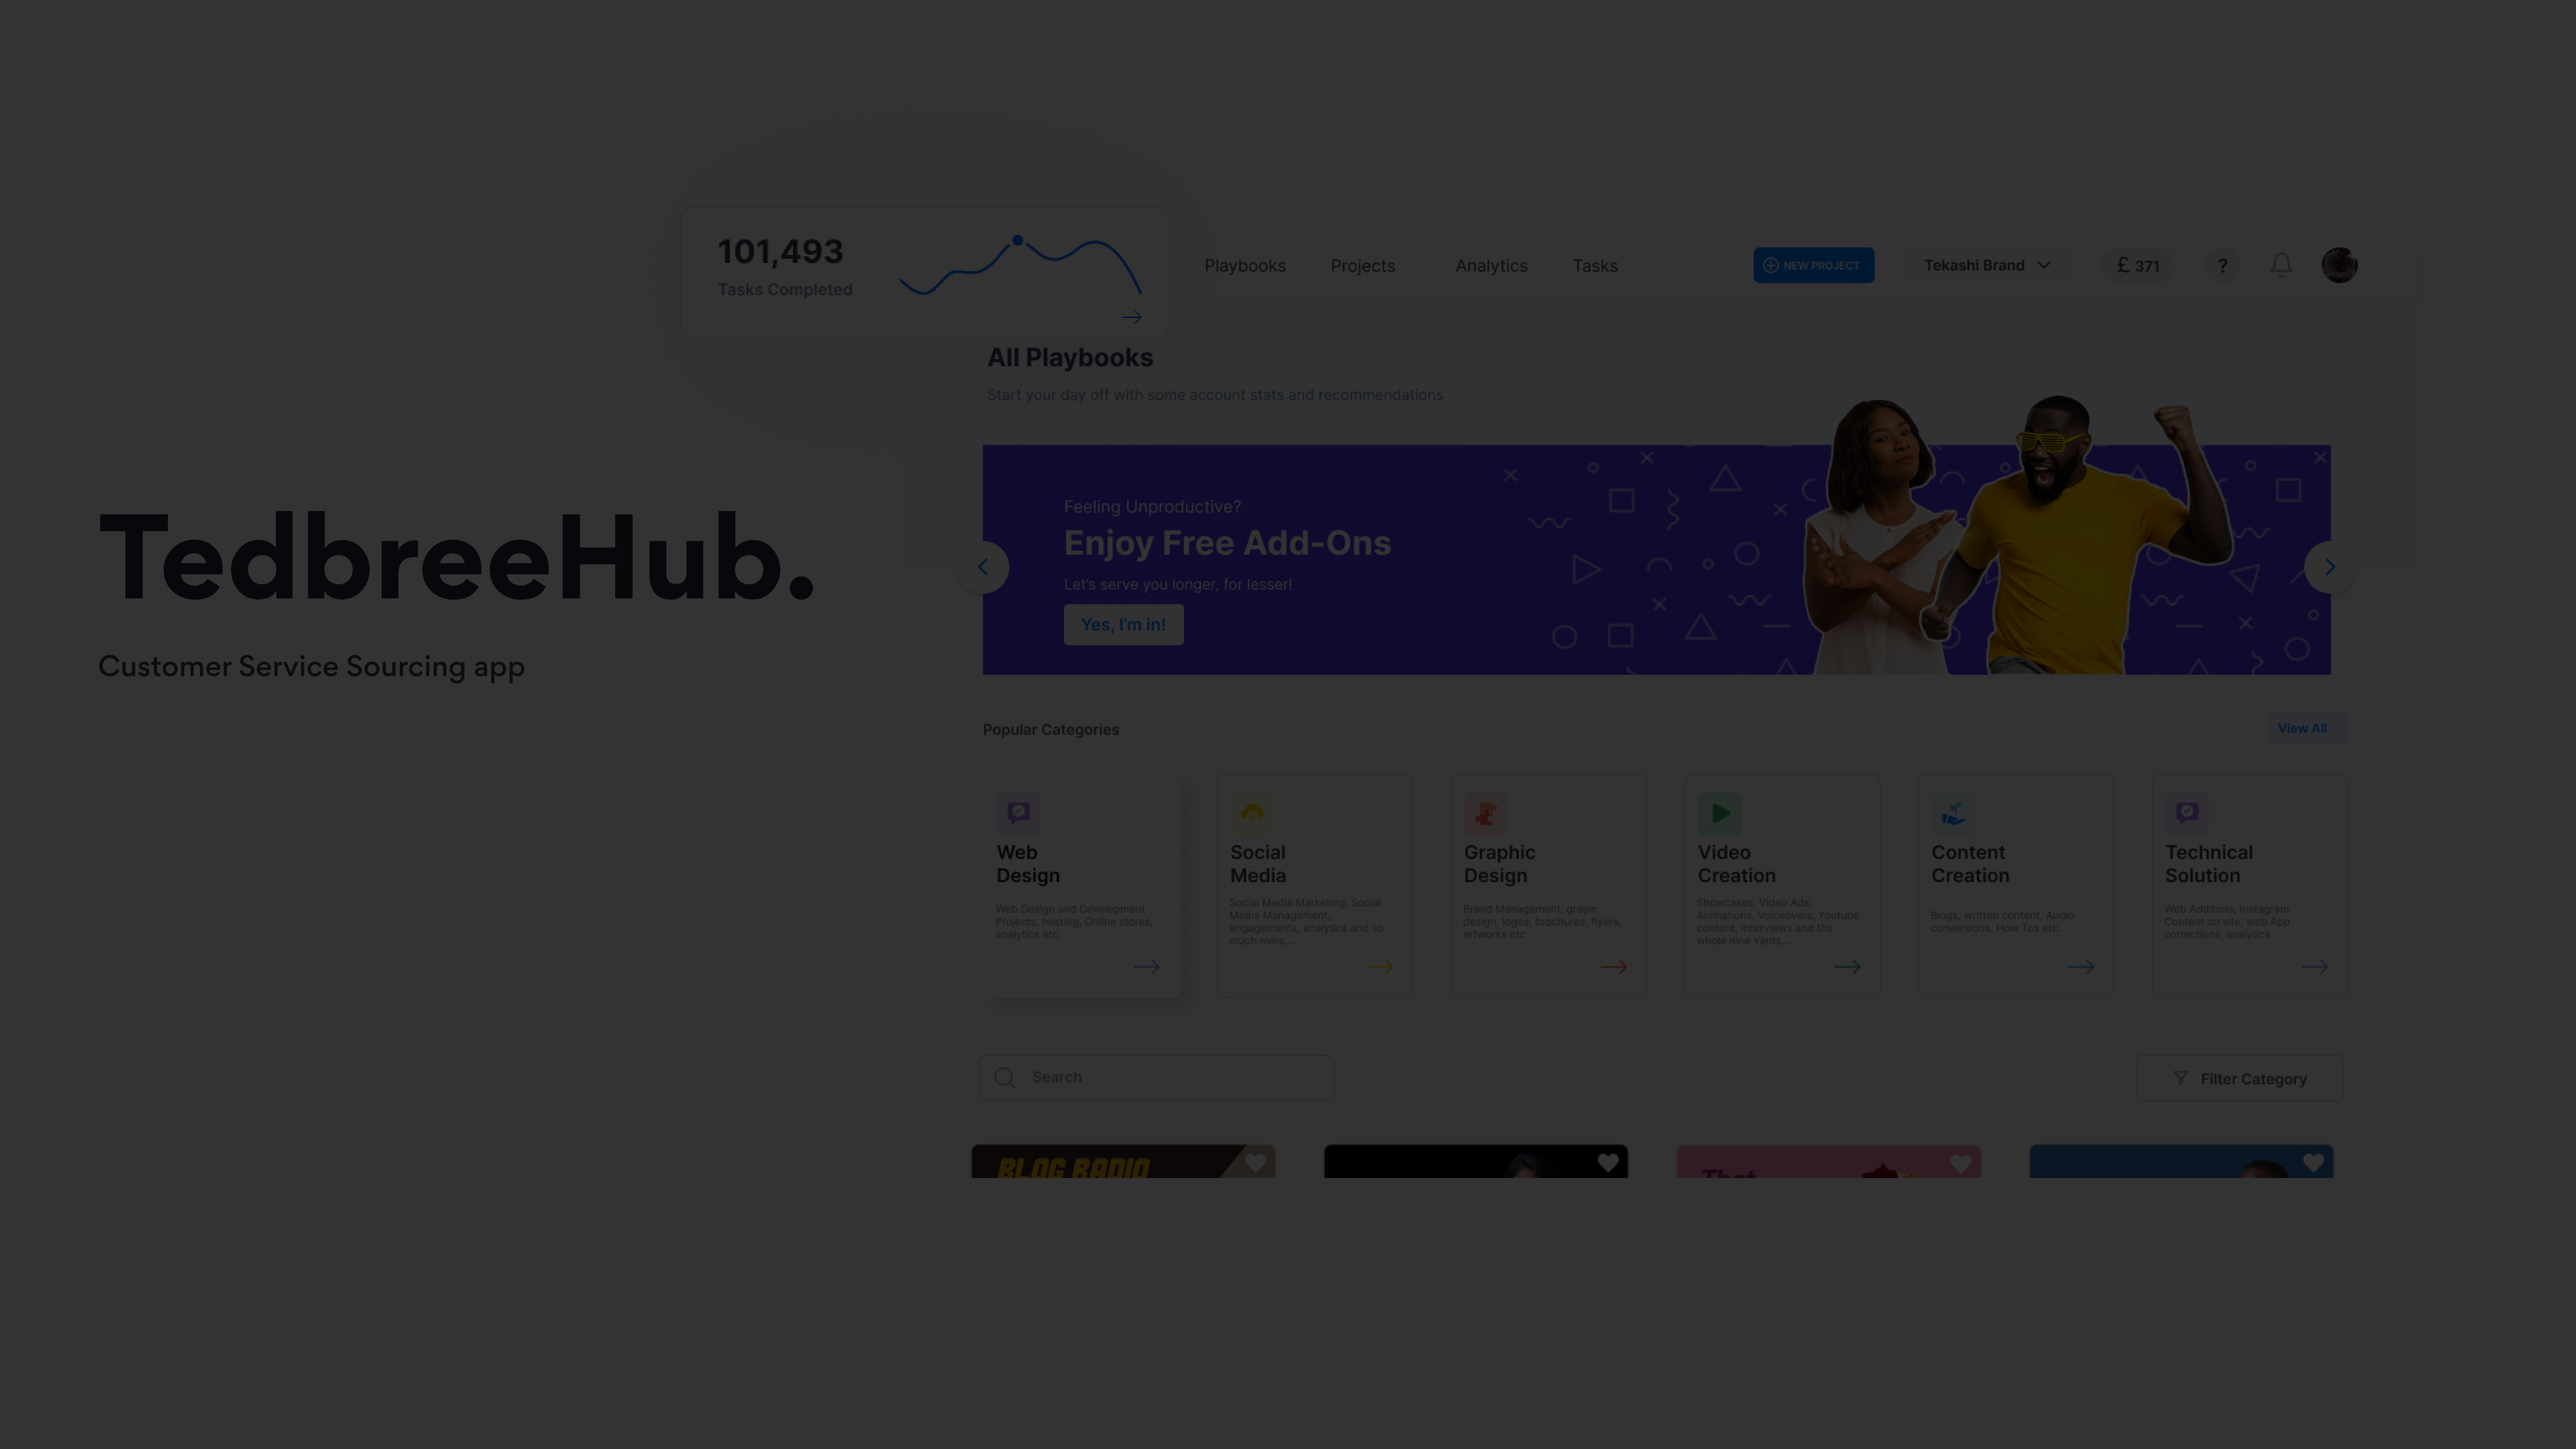 101,493
Tasks Completed
Playbooks
Projects
Analytics
Tasks
NEW PROJECT
Tekashi Brand
£ 371
?
All Playbooks
Start your day off with some account stats and recommendations
TedbreeHub.
Customer Service Sourcing app
Feeling Unproductive?
Enjoy Free Add-Ons
Let's serve you longer, for lesser!
Yes, I'm in!
Popular Categories
View All
Web
Design
Web Design and Development
Projects, hosting, Online stores,
analytics etc.
Social
Media
Social Media Marketing, Social
Media Management,
engagements, analytics and so
much more...
Graphic
Design
Brand Management, grapic
design, logos, brochures, flyers,
artworks etc
Video
Creation
Showcases, Video Ads,
Animations, Voiceovers, Youtube
content, Interviews and the
whole nine Yards...
Content
Creation
Blogs, written content, Audio
conversions, How Tos etc.
Technical
Solution
Web Additons, Instagram
Content on site, web App
corrections, analytics
Search
Filter Category
BLOG RADIO
That